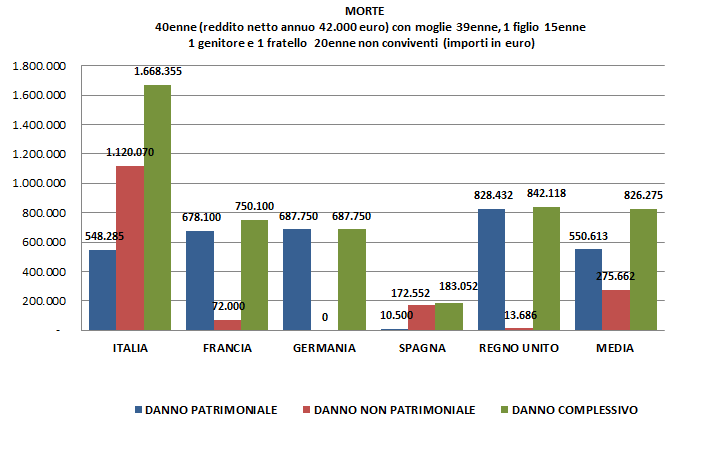 MORTE
40enne (reddito netto annuo 42.000 euro) con moglie 39enne, 1 figlio 15enne
1 genitore e 1 fratello 20enne non conviventi (importi in euro)
1.800.000
1.600.000
1.400.000
1.200.000
1.000.000
800.000
600.000
400.000
200.000
-
548.285
1.120.070
1.668.355
678.100
72.000
750.100
687.750
0
687.750
10.500
172.552
183.052
828.432
13.686
842.118
550.613
275.662
826.275
ITALIA
FRANCIA
GERMANIA
SPAGNA
REGNO UNITO
MEDIA
DANNO PATRIMONIALE
DANNO NON PATRIMONIALE
DANNO COMPLESSIVO